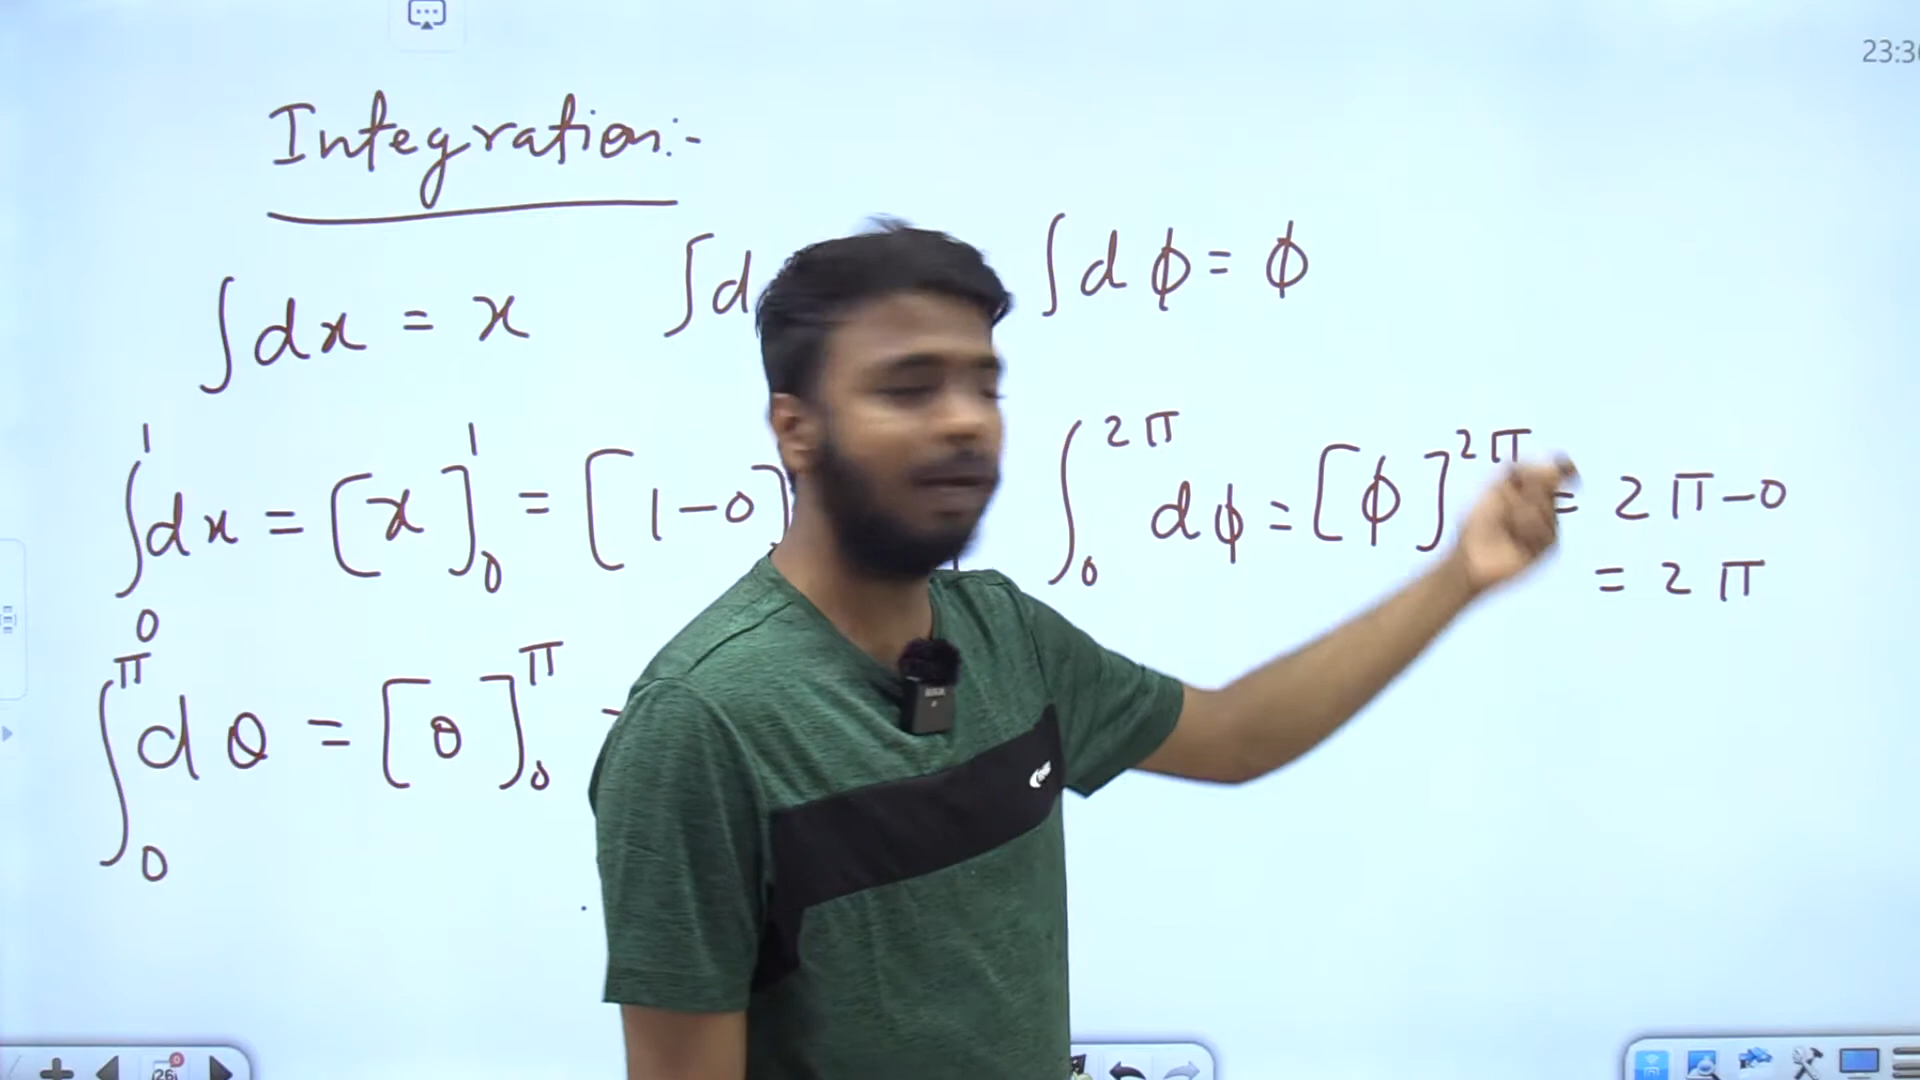 23:3
Integration:-
∫dx = x
∫d
∫dϕ = ϕ
∫₀¹ dx = [x]₀¹ = [1-0]
∫₀^2π dϕ = [ϕ]^2π = 2π-0
= 2π
∫₀^π dθ = [θ]₀^π
26
0